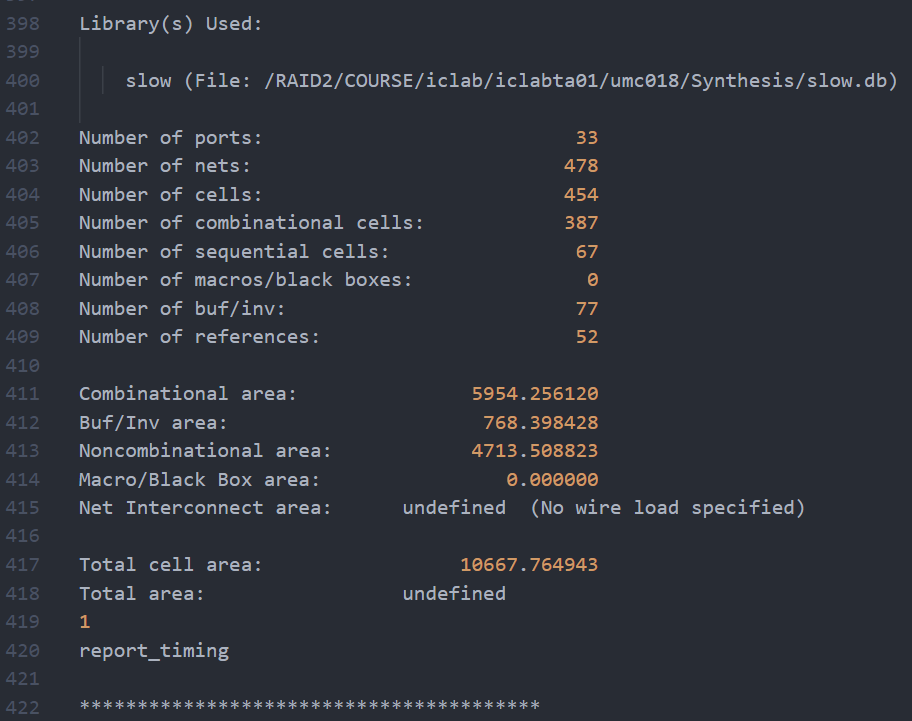 398 Library(s) Used:
399
400 slow (File: /RAID2/COURSE/iclab/iclabta01/umc018/Synthesis/slow.db)
401
402 Number of ports: 33
403 Number of nets: 478
404 Number of cells: 454
405 Number of combinational cells: 387
406 Number of sequential cells: 67
407 Number of macros/black boxes: 0
408 Number of buf/inv: 77
409 Number of references: 52
410
411 Combinational area: 5954.256120
412 Buf/Inv area: 768.398428
413 Noncombinational area: 4713.508823
414 Macro/Black Box area: 0.000000
415 Net Interconnect area: undefined (No wire load specified)
416
417 Total cell area: 10667.764943
418 Total area: undefined
419 1
420 report_timing
421
422 ****************************************